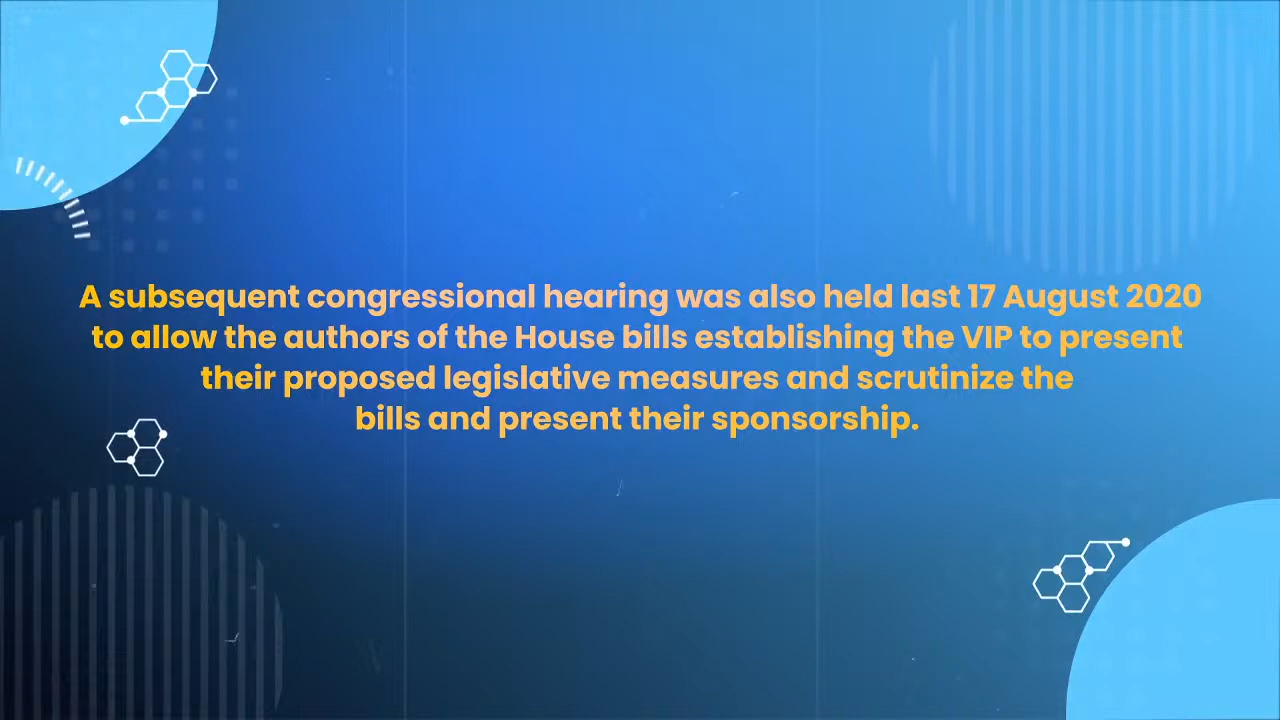 A subsequent congressional hearing was also held last 17 August 2020
to allow the authors of the House bills establishing the VIP to present
their proposed legislative measures and scrutinize the
bills and present their sponsorship.